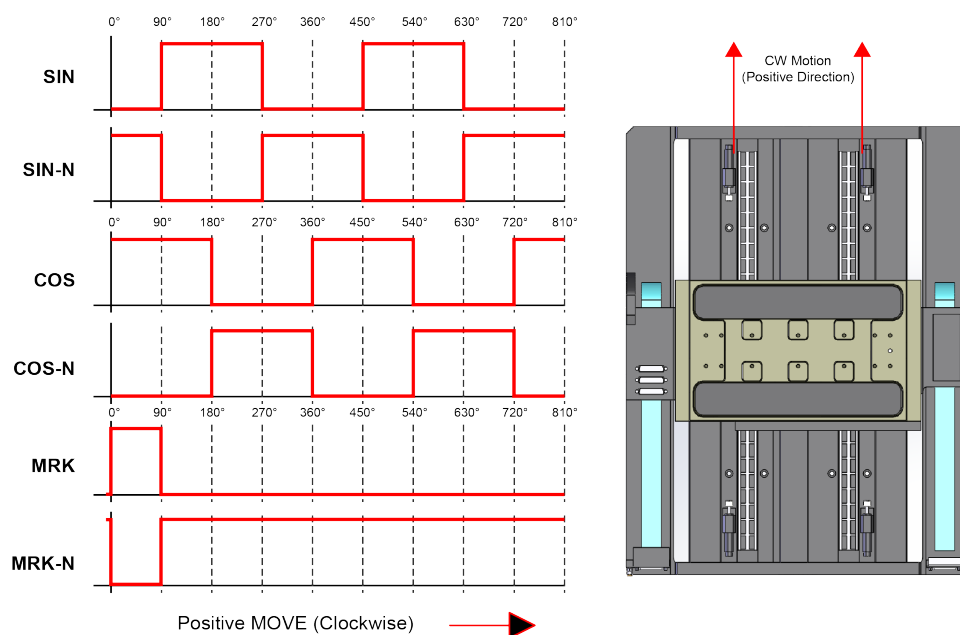 0° 90° 180° 270° 360° 450° 540° 630° 720° 810°
SIN
SIN-N
0° 90° 180° 270° 360° 450° 540° 630° 720° 810°
COS
COS-N
0° 90° 180° 270° 360° 450° 540° 630° 720° 810°
MRK
MRK-N
Positive MOVE (Clockwise)
CW Motion
(Positive Direction)